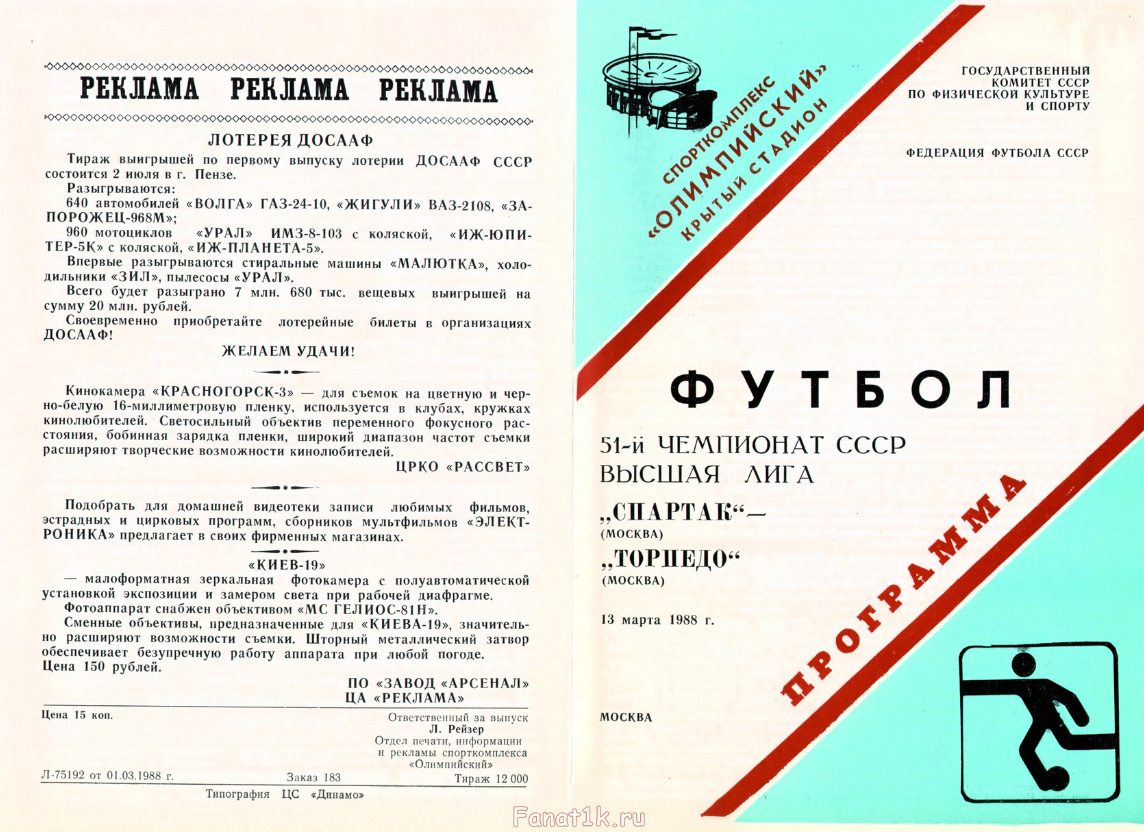 РЕКЛАМА РЕКЛАМА РЕКЛАМА
ЛОТЕРЕЯ ДОСААФ
Тираж выигрышей по первому выпуску лотерии ДОСААФ СССР
состоится 2 июля в г. Пензе.
Разыгрываются:
640 автомобилей «ВОЛГА» ГАЗ-24-10, «ЖИГУЛИ» ВАЗ-2108, «ЗА-
ПОРОЖЕЦ-968М»;
960 мотоциклов «УРАЛ» ИМЗ-8-103 с коляской, «ИЖ-ЮПИ-
ТЕР-5К» с коляской, «ИЖ-ПЛАНЕТА-5».
Впервые разыгрываются стиральные машины «МАЛЮТКА», холо-
дильники «ЗИЛ», пылесосы «УРАЛ».
Всего будет разыграно 7 млн. 680 тыс. вещевых выигрышей на
сумму 20 млн. рублей.
Своевременно приобретайте лотерейные билеты в организациях
ДОСААФ!
ЖЕЛАЕМ УДАЧИ!
Кинокамера «КРАСНОГОРСК-3» — для съемок на цветную и чер-
но-белую 16-миллиметровую пленку, используется в клубах, кружках
кинолюбителей. Светосильный объектив переменного фокусного рас-
стояния, бобинная зарядка пленки, широкий диапазон частот съемки
расширяют творческие возможности кинолюбителей.
ЦРКО «РАССВЕТ»
Подобрать для домашней видеотеки записи любимых фильмов,
эстрадных и цирковых программ, сборников мультфильмов «ЭЛЕКТ-
РОНИКА» предлагает в своих фирменных магазинах.
«КИЕВ-19»
— малоформатная зеркальная фотокамера с полуавтоматической
установкой экспозиции и замером света при рабочей диафрагме.
Фотоаппарат снабжен объективом «МС ГЕЛИОС-81Н».
Сменные объективы, предназначенные для «КИЕВА-19», значитель-
но расширяют возможности съемки. Шторный металлический затвор
обеспечивает безупречную работу аппарата при любой погоде.
Цена 150 рублей.
ПО «ЗАВОД «АРСЕНАЛ»
ЦА «РЕКЛАМА»
Цена 15 коп.
Ответственный за выпуск
Л. Рейзер
Отдел печати, информации
и рекламы спорткомплекса
«Олимпийский»
Л-75192 от 01.03.1988 г. Заказ 183 Тираж 12 000
Типография ЦС «Динамо»
СПОРТКОМПЛЕКС
«ОЛИМПИЙСКИЙ»
КРЫТЫЙ СТАДИОН
ГОСУДАРСТВЕННЫЙ
КОМИТЕТ СССР
ПО ФИЗИЧЕСКОЙ КУЛЬТУРЕ
И СПОРТУ
ФЕДЕРАЦИЯ ФУТБОЛА СССР
ФУТБОЛ
51-й ЧЕМПИОНАТ СССР
ВЫСШАЯ ЛИГА
„СПАРТАК“—
(МОСКВА)
„ТОРПЕДО“
(МОСКВА)
13 марта 1988 г.
ПРОГРАММА
МОСКВА
Fanat1k.ru